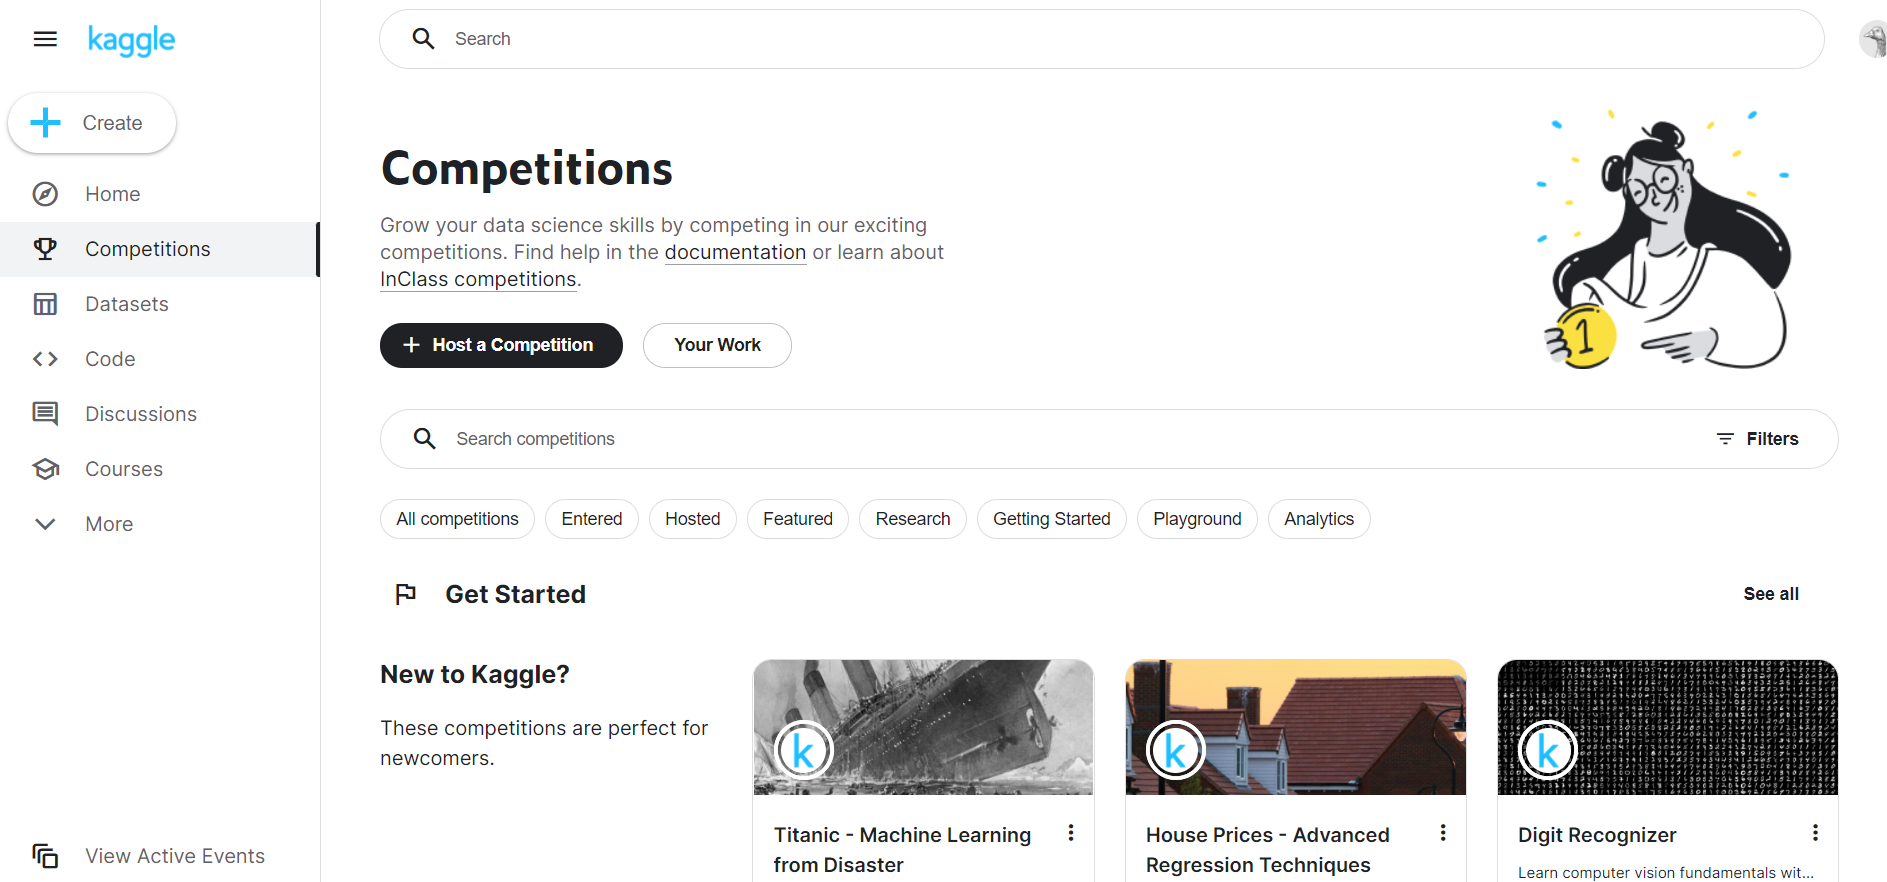 kaggle
Search
Create
Home
Competitions
Datasets
Code
Discussions
Courses
More
View Active Events
Competitions
Grow your data science skills by competing in our exciting
competitions. Find help in the documentation or learn about
InClass competitions.
Host a Competition
Your Work
1
Search competitions
Filters
All competitions
Entered
Hosted
Featured
Research
Getting Started
Playground
Analytics
Get Started
See all
New to Kaggle?
These competitions are perfect for
newcomers.
k
Titanic - Machine Learning
from Disaster
k
House Prices - Advanced
Regression Techniques
k
Digit Recognizer
Learn computer vision fundamentals wit...